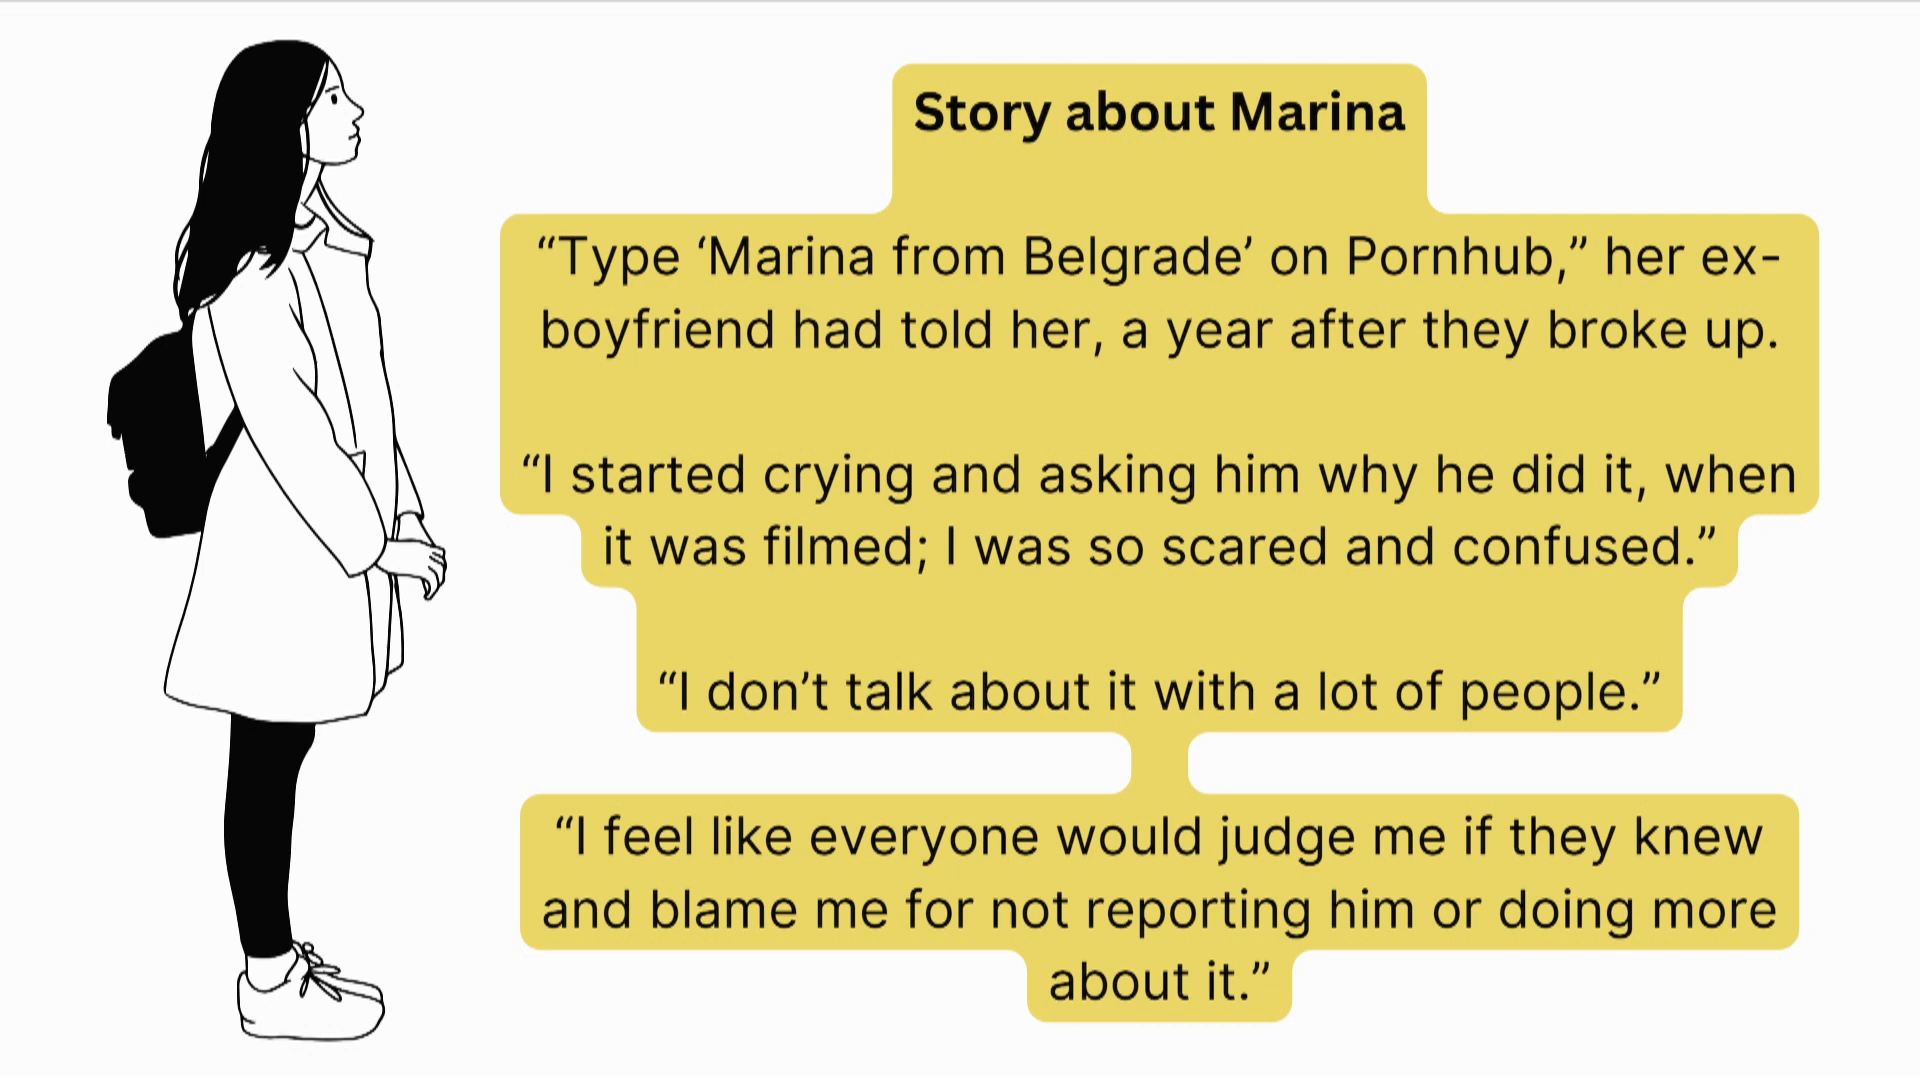 Story about Marina
“Type ‘Marina from Belgrade’ on Pornhub,” her ex-
boyfriend had told her, a year after they broke up.
“I started crying and asking him why he did it, when
it was filmed; I was so scared and confused.”
“I don’t talk about it with a lot of people.”
“I feel like everyone would judge me if they knew
and blame me for not reporting him or doing more
about it.”